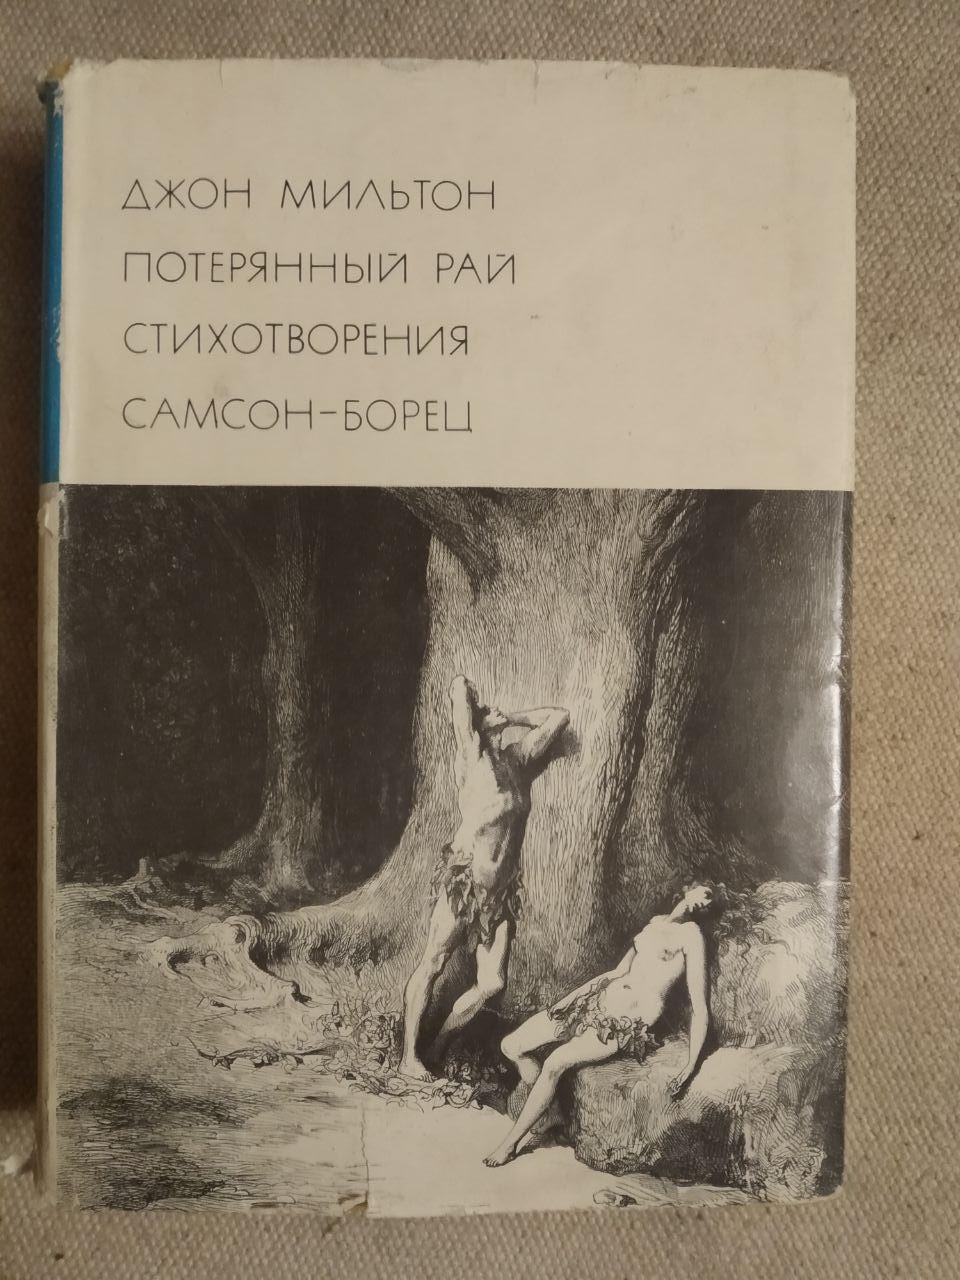 ДЖОН МИЛЬТОН
ПОТЕРЯННЫЙ РАЙ
СТИХОТВОРЕНИЯ
САМСОН-БОРЕЦ